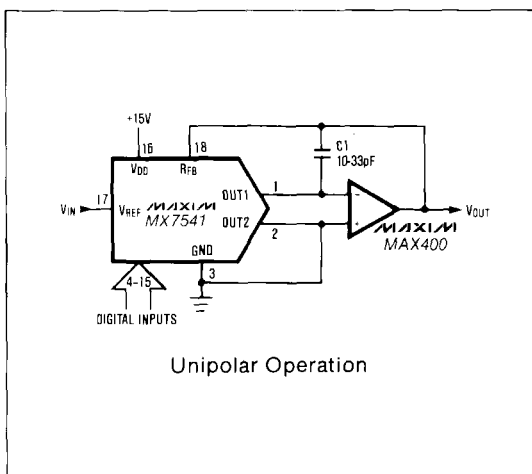 +15V
16
18
VDD
RFB
C1
10-33pF
VIN
17
VREF
MAXIM
MX7541
OUT1
1
OUT2
2
GND
3
4-15
DIGITAL INPUTS
-
+
VOUT
MAXIM
MAX400
Unipolar Operation